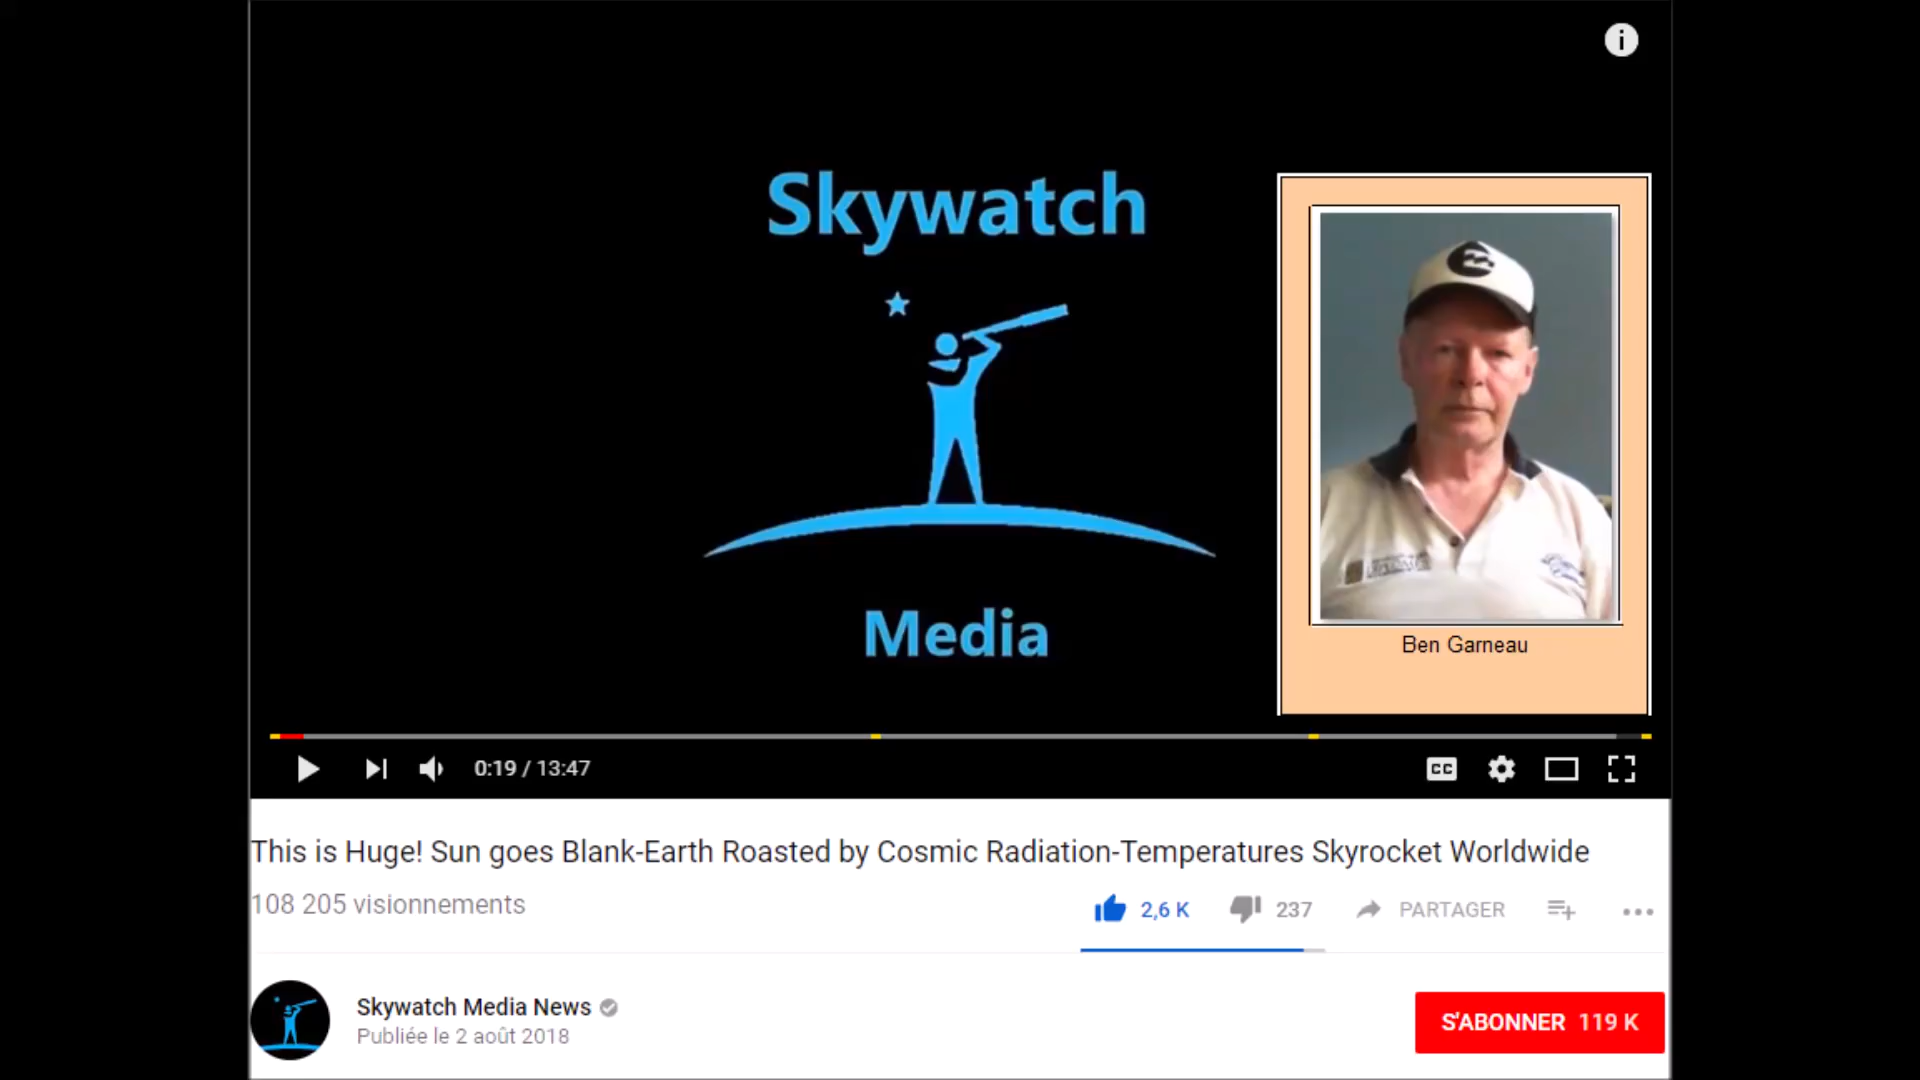 Skywatch
Media
Ben Garneau
0:19 / 13:47
CC
This is Huge! Sun goes Blank-Earth Roasted by Cosmic Radiation-Temperatures Skyrocket Worldwide
108 205 visionnements
2,6 K
237
PARTAGER
Skywatch Media News
Publiée le 2 août 2018
S'ABONNER 119 K